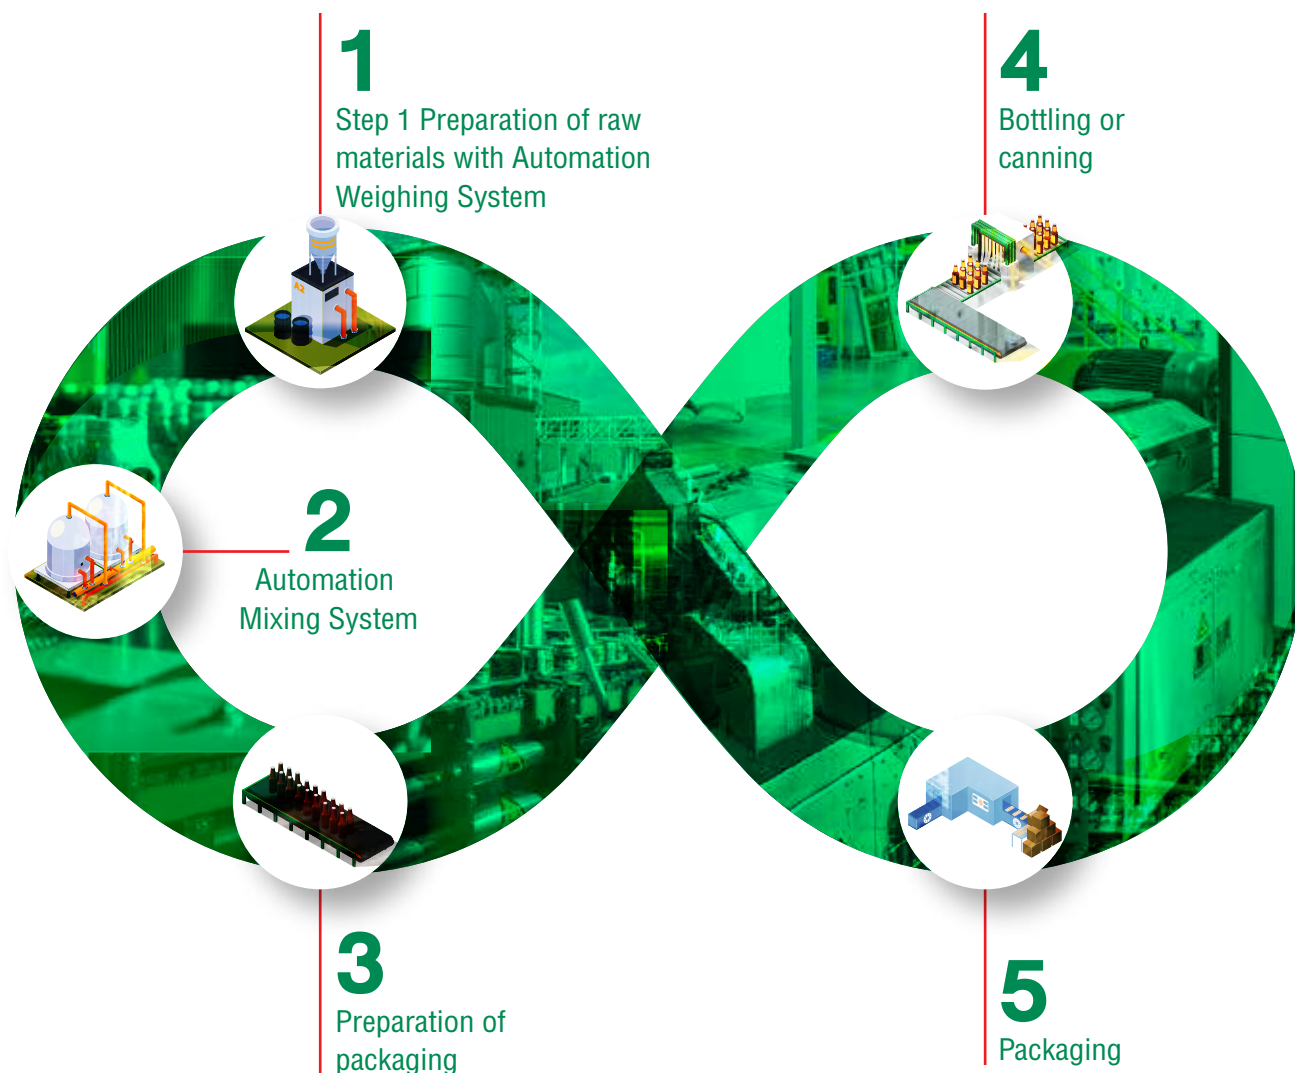 1
Step 1 Preparation of raw
materials with Automation
Weighing System
2
Automation
Mixing System
3
Preparation of
packaging
4
Bottling or
canning
5
Packaging